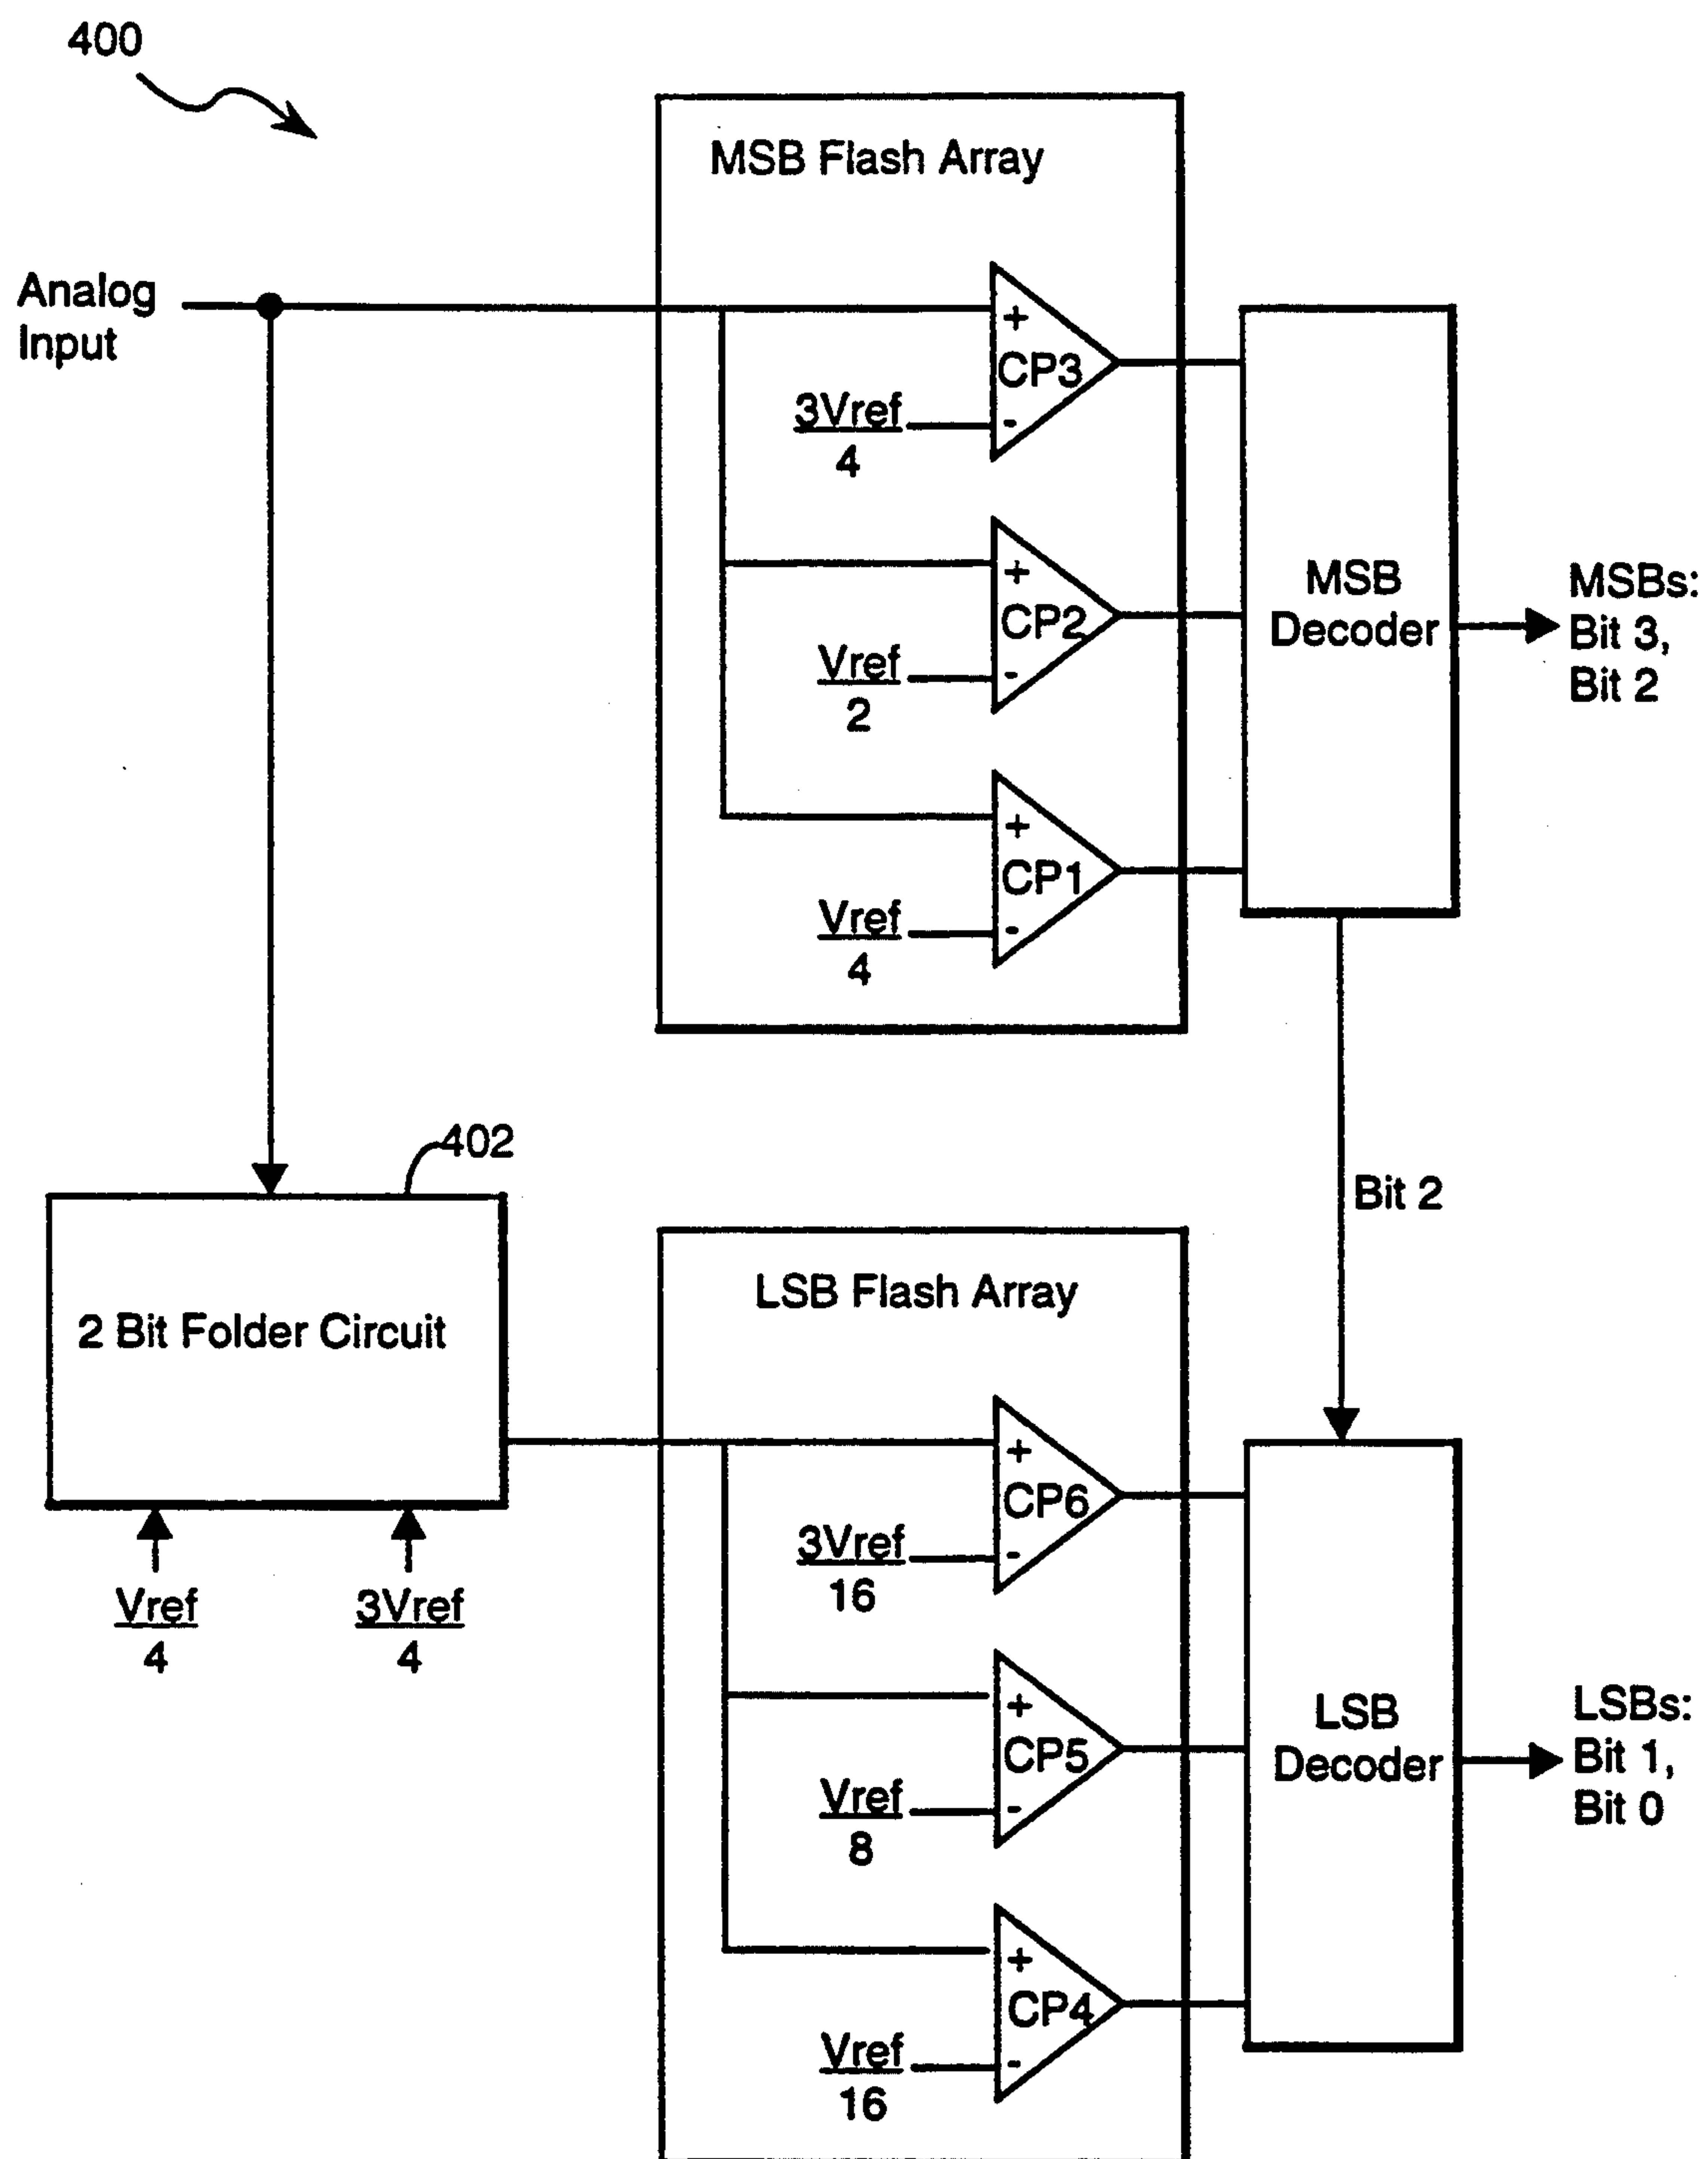 400
MSB Flash Array
Analog
Input
+
CP3
3Vref
4
-
+
CP2
Vref
2
-
+
CP1
Vref
4
-
MSB
Decoder
MSBs:
Bit 3,
Bit 2
402
Bit 2
2 Bit Folder Circuit
Vref
4
3Vref
4
LSB Flash Array
+
CP6
3Vref
16
-
+
CP5
Vref
8
-
+
CP4
Vref
16
-
LSB
Decoder
LSBs:
Bit 1,
Bit 0